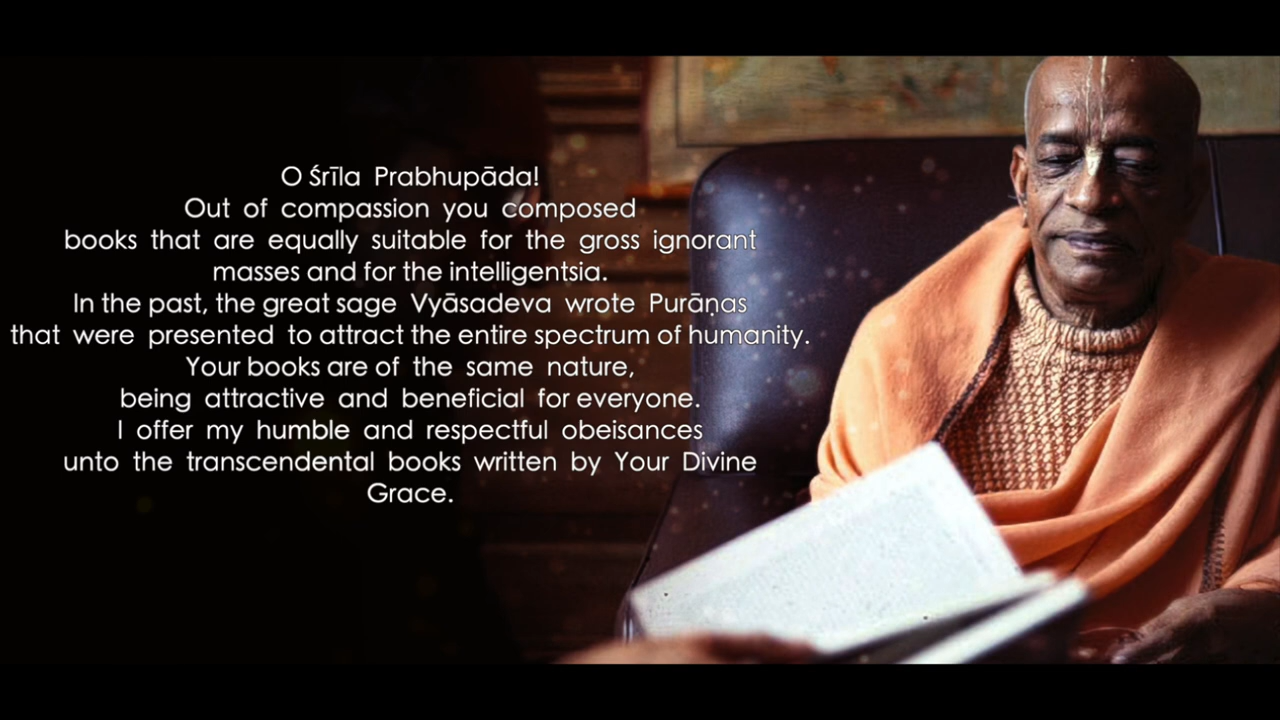 O Śrīla Prabhupāda!
Out of compassion you composed
books that are equally suitable for the gross ignorant
masses and for the intelligentsia.
In the past, the great sage Vyāsadeva wrote Purāṇas
that were presented to attract the entire spectrum of humanity.
Your books are of the same nature,
being attractive and beneficial for everyone.
I offer my humble and respectful obeisances
unto the transcendental books written by Your Divine
Grace.